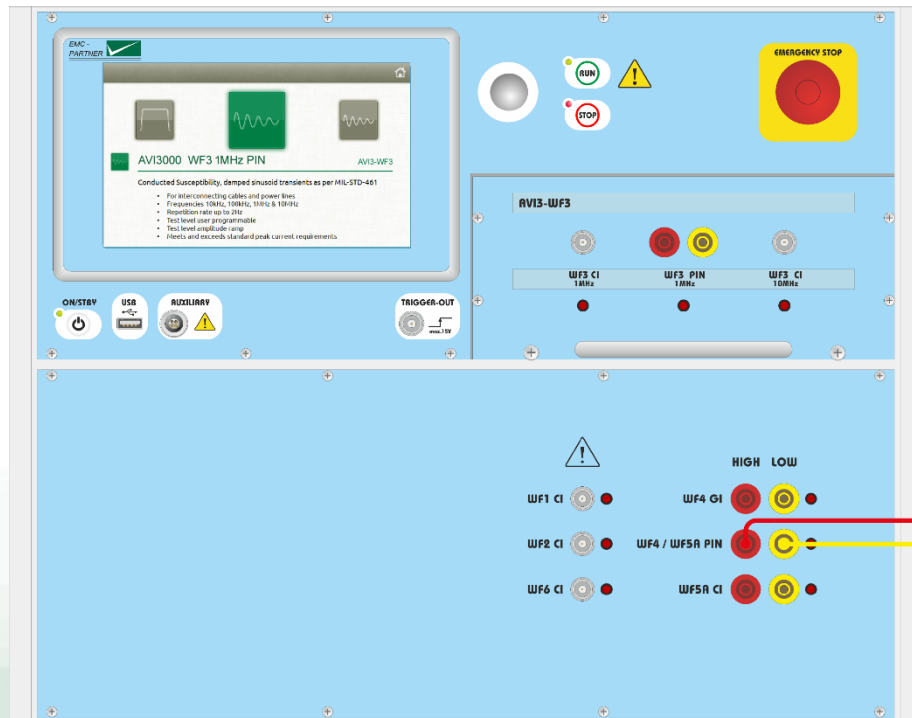 EMC -
PARTNER
AVI3000 WF3 1MHz PIN
AVI3-WF3
Conducted Susceptibility, damped sinusoid transients as per MIL-STD-461
• For interconnecting cables and power lines
• Frequencies 10kHz, 100kHz, 1MHz & 10MHz
• Repetition rate up to 2Hz
• Test level user programmable
• Test level amplitude ramp
• Meets and exceeds standard peak current requirements
RUN
STOP
EMERGENCY STOP
AVI3-WF3
WF3 CI
1MHz
WF3 PIN
1MHz
WF3 CI
10MHz
ON/STBY
USB
AUXILIARY
TRIGGER-OUT
max.15V
HIGH LOW
WF1 CI
WF4 GI
WF2 CI
WF4 / WF5A PIN
WF6 CI
WF5A CI